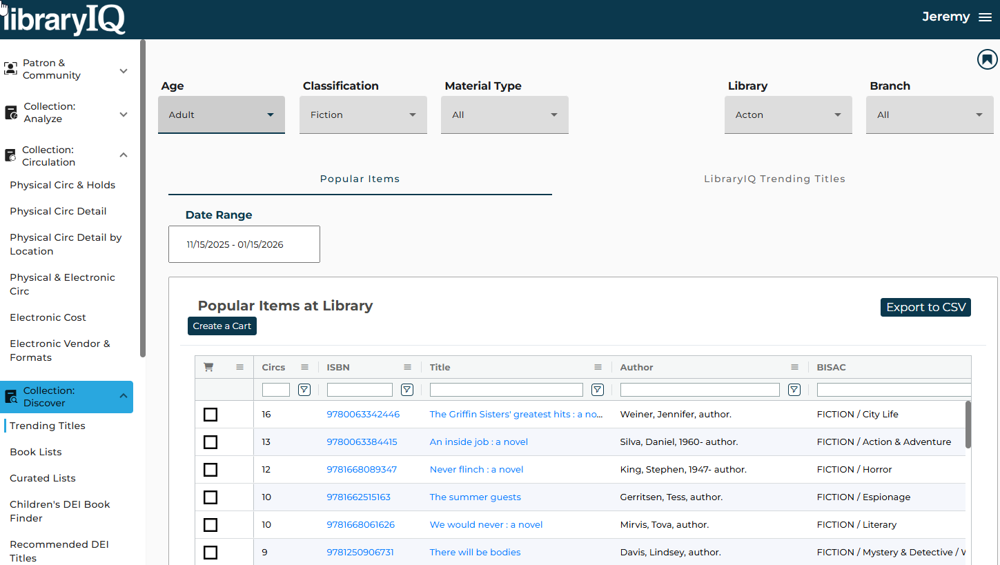 libraryIQ
Jeremy
Patron &
Community
Collection:
Analyze
Collection:
Circulation
Physical Circ & Holds
Physical Circ Detail
Physical Circ Detail by
Location
Physical & Electronic
Circ
Electronic Cost
Electronic Vendor &
Formats
Collection:
Discover
Trending Titles
Book Lists
Curated Lists
Children's DEI Book
Finder
Recommended DEI
Titles
Age Classification Material Type Library Branch
Adult Fiction All Acton All
Popular Items LibraryIQ Trending Titles
Date Range
11/15/2025 - 01/15/2026
Popular Items at Library
Export to CSV
Create a Cart
Circs ISBN Title Author BISAC
16 9780063342446 The Griffin Sisters' greatest hits : a no... Weiner, Jennifer, author. FICTION / City Life
13 9780063384415 An inside job : a novel Silva, Daniel, 1960- author. FICTION / Action & Adventure
12 9781668089347 Never flinch : a novel King, Stephen, 1947- author. FICTION / Horror
10 9781662515163 The summer guests Gerritsen, Tess, author. FICTION / Espionage
10 9781668061626 We would never : a novel Mirvis, Tova, author. FICTION / Literary
9 9781250906731 There will be bodies Davis, Lindsey, author. FICTION / Mystery & Detective /